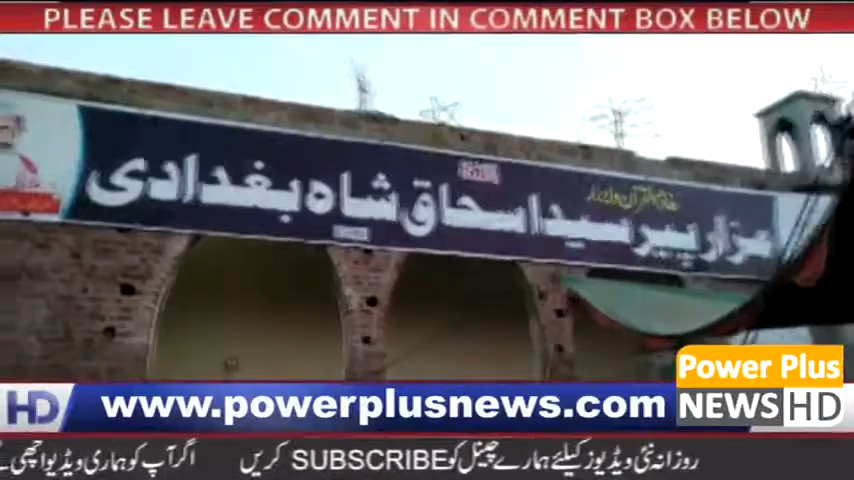 PLEASE LEAVE COMMENT IN COMMENT BOX BELOW
مزار پیر سید اسحاق شاہ بغدادی
Power Plus
NEWS HD
HD www.powerplusnews.com
روزانہ نئی ویڈیوز کیلئے ہمارے چینل کو SUBSCRIBE کریں
اگر آپ کو ہماری ویڈیو اچھی